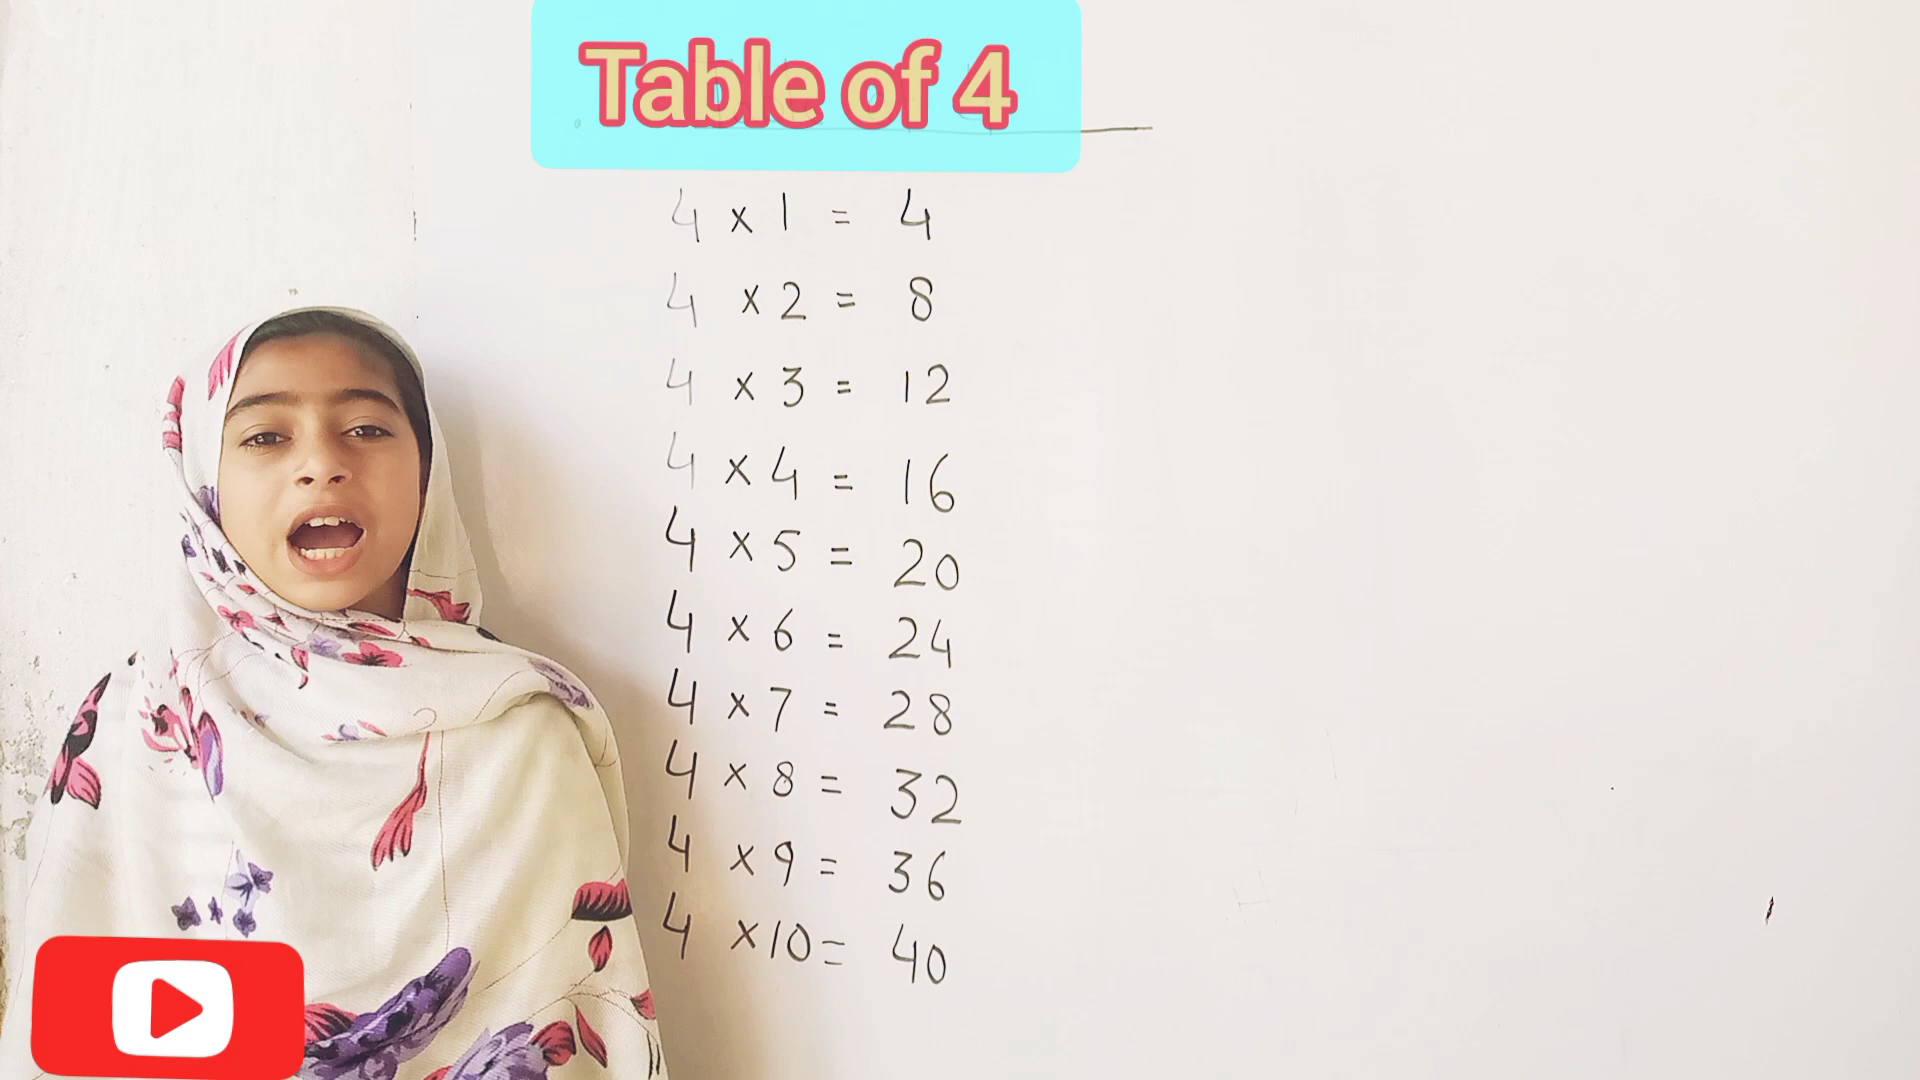 Table of 4
4 × 1 = 4
4 × 2 = 8
4 × 3 = 12
4 × 4 = 16
4 × 5 = 20
4 × 6 = 24
4 × 7 = 28
4 × 8 = 32
4 × 9 = 36
4 × 10 = 40